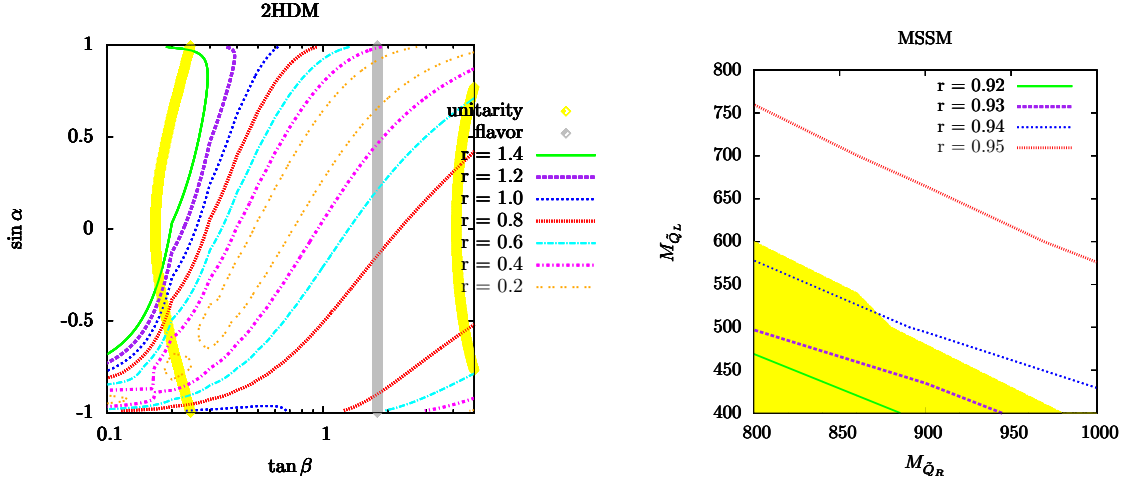 2HDM
1
0.5
0
-0.5
-1
0.1
1
sin α
tan β
unitarity
flavor
r = 1.4
r = 1.2
r = 1.0
r = 0.8
r = 0.6
r = 0.4
r = 0.2
MSSM
800
750
700
650
600
550
500
450
400
800
850
900
950
1000
M_Q̃_L
M_Q̃_R
r = 0.92
r = 0.93
r = 0.94
r = 0.95